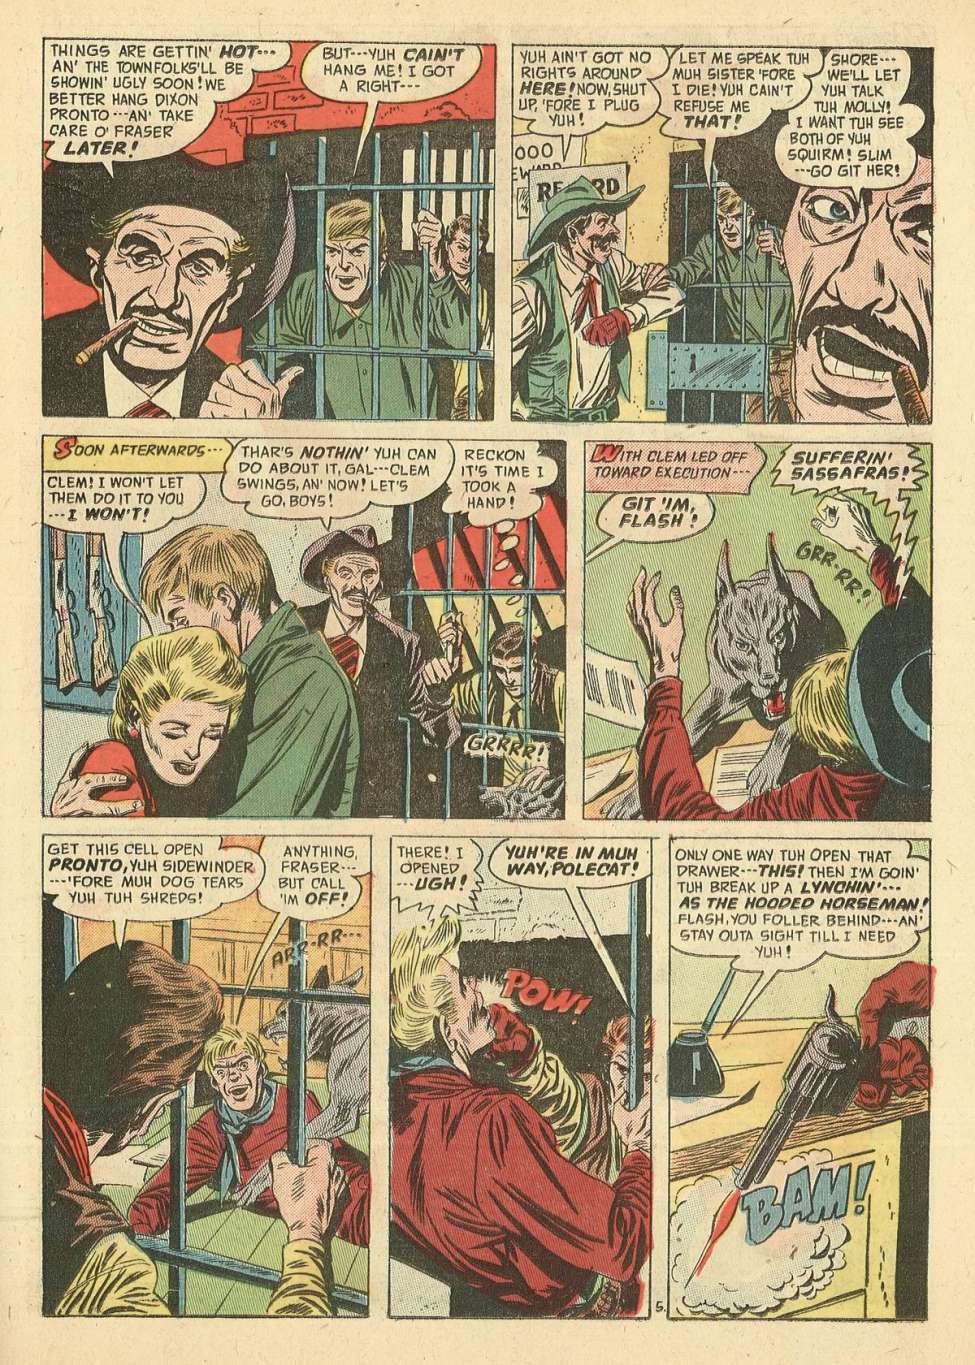 THINGS ARE GETTIN' HOT---
AN' THE TOWNFOLKS'LL BE
SHOWIN' UGLY SOON! WE
BETTER HANG DIXON
PRONTO---AN' TAKE
CARE O' FRASER
LATER!
BUT---YUH CAIN'T
HANG ME! I GOT
A RIGHT---
YUH AIN'T GOT NO
RIGHTS AROUND
HERE! NOW, SHUT
UP, 'FORE I PLUG
YUH!
LET ME SPEAK TUH
MUH SISTER 'FORE
I DIE! YUH CAIN'T
REFUSE ME
THAT!
SHORE---
WE'LL LET
YUH TALK
TUH MOLLY!
I WANT TUH SEE
BOTH OF YUH
SQUIRM! SLIM
---GO GIT HER!
000
SOON AFTERWARDS---
CLEM! I WON'T LET
THEM DO IT TO YOU
---I WON'T!
THAR'S NOTHIN' YUH CAN
DO ABOUT IT, GAL---CLEM
SWINGS, AN' NOW! LET'S
GO, BOYS!
RECKON
IT'S TIME I
TOOK A
HAND!
GRRRR!
WITH CLEM LED OFF
TOWARD EXECUTION---
GIT 'IM,
FLASH!
SUFFERIN'
SASSAFRAS!
GRR-RR!
GET THIS CELL OPEN
PRONTO, YUH SIDEWINDER
---'FORE MUH DOG TEARS
YUH TUH SHREDS!
ANYTHING,
FRASER---
BUT CALL
'IM OFF!
ARR-RR---
THERE! I
OPENED
---UGH!
YUH'RE IN MUH
WAY, POLECAT!
POW!
5
ONLY ONE WAY TUH OPEN THAT
DRAWER---THIS! THEN I'M GOIN'
TUH BREAK UP A LYNCHIN'---
AS THE HOODED HORSEMAN!
FLASH, YOU FOLLER BEHIND---AN'
STAY OUTA SIGHT TILL I NEED
YUH!
BAM!